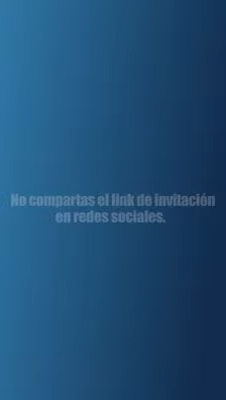 No compartas el link de invitación
en redes sociales.